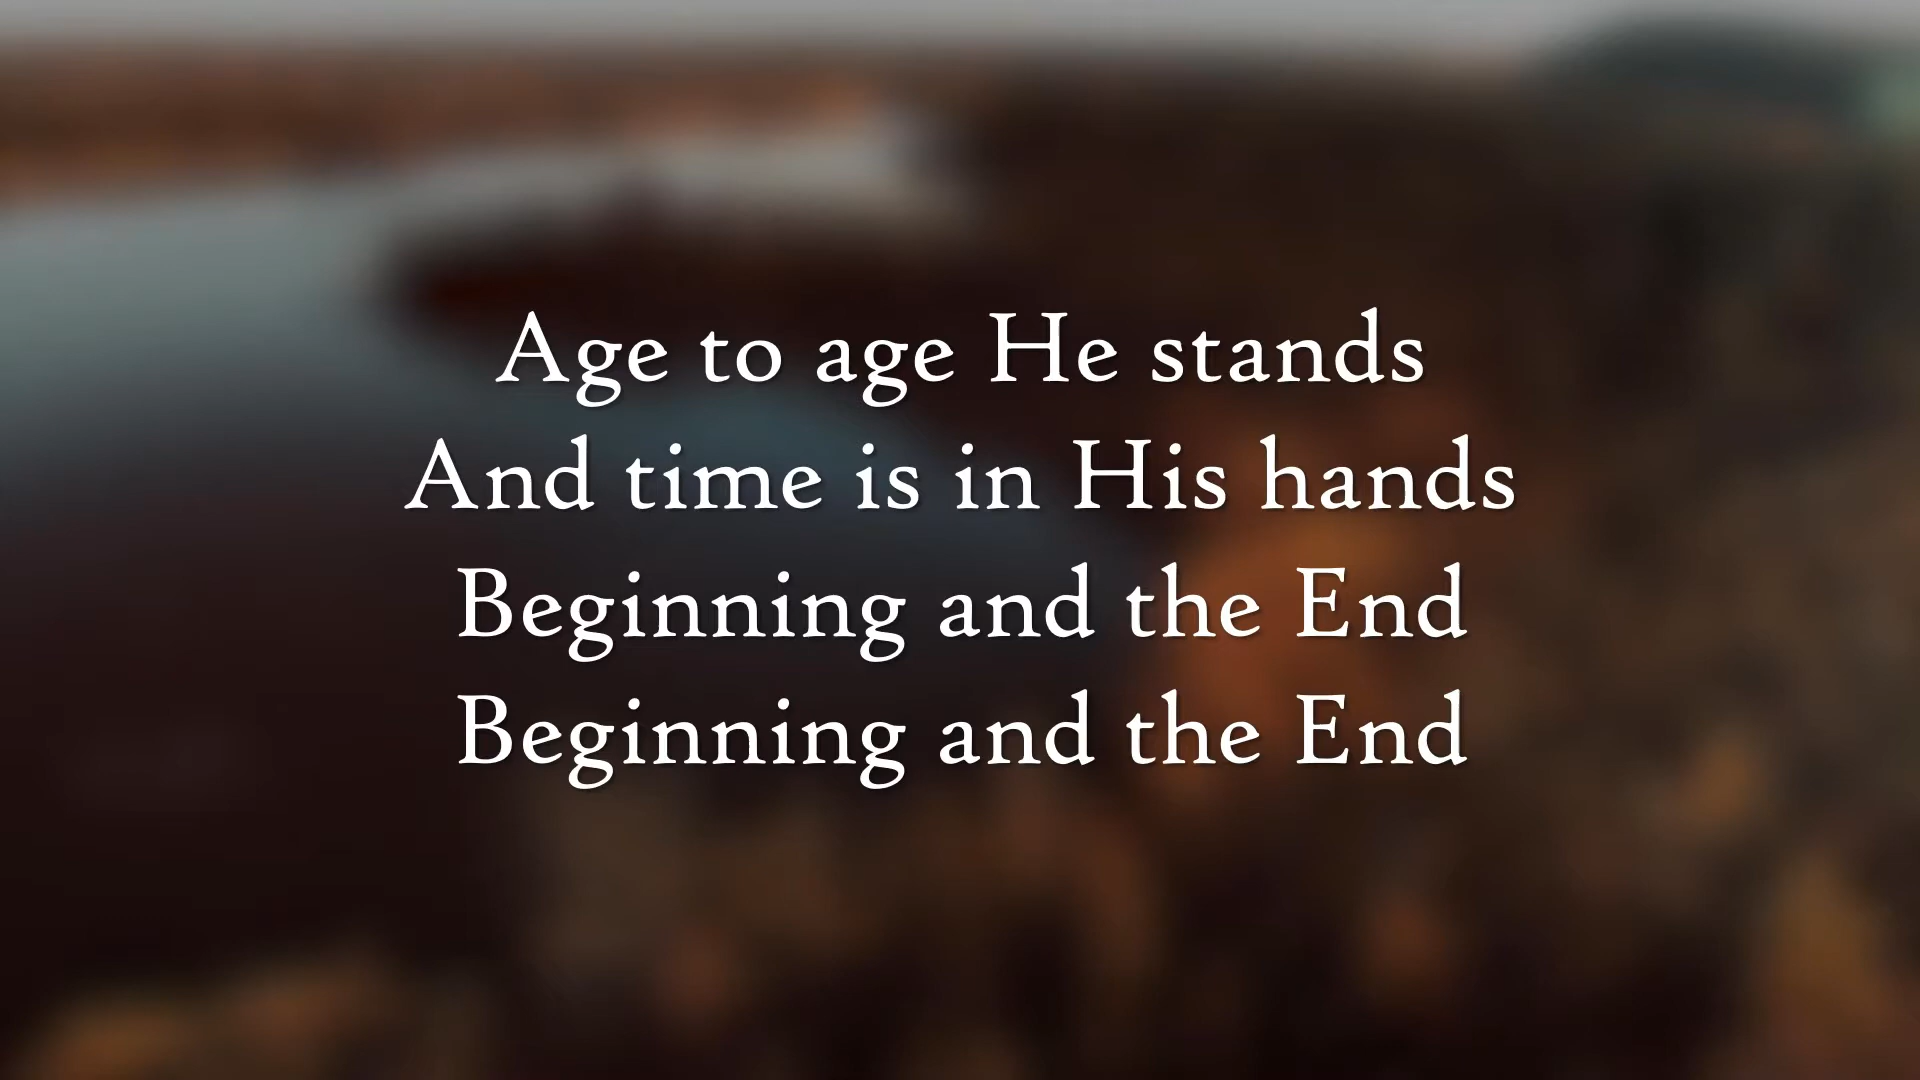 Age to age He stands
And time is in His hands
Beginning and the End
Beginning and the End